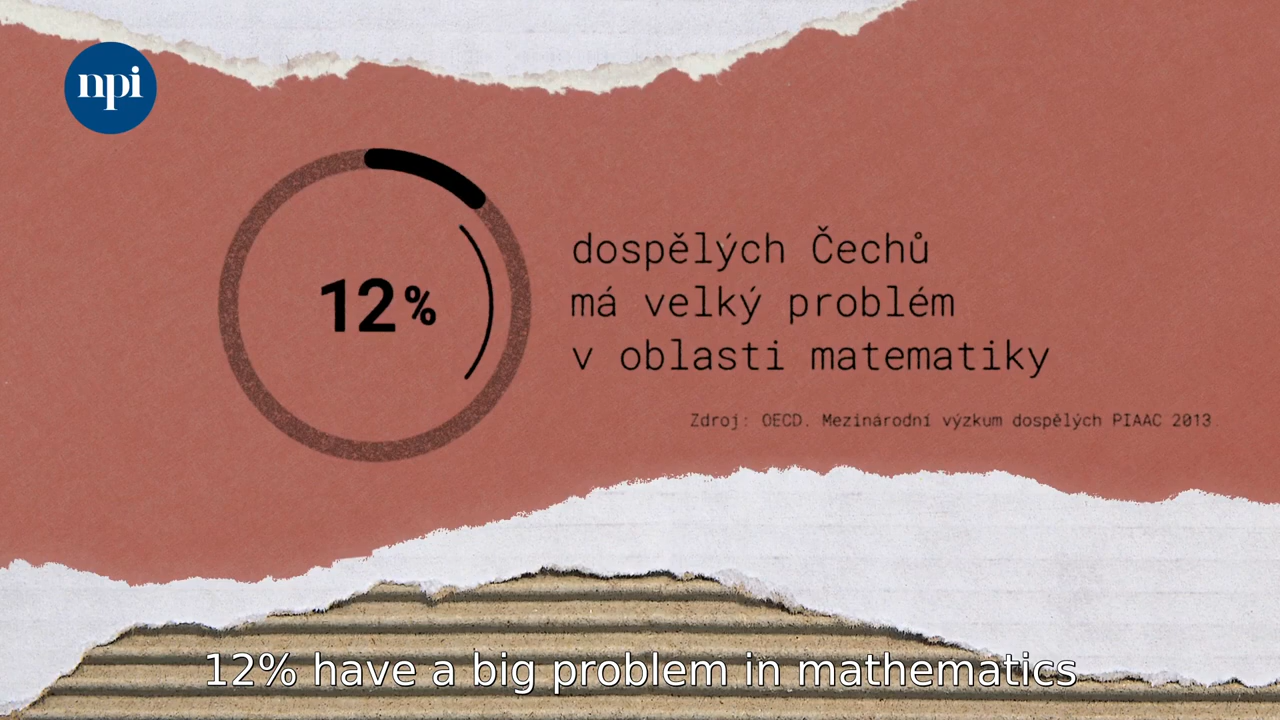 npi
12%
dospělých Čechů
má velký problém
v oblasti matematiky
Zdroj: OECD. Mezinárodní výzkum dospělých PIAAC 2013
12% have a big problem in mathematics